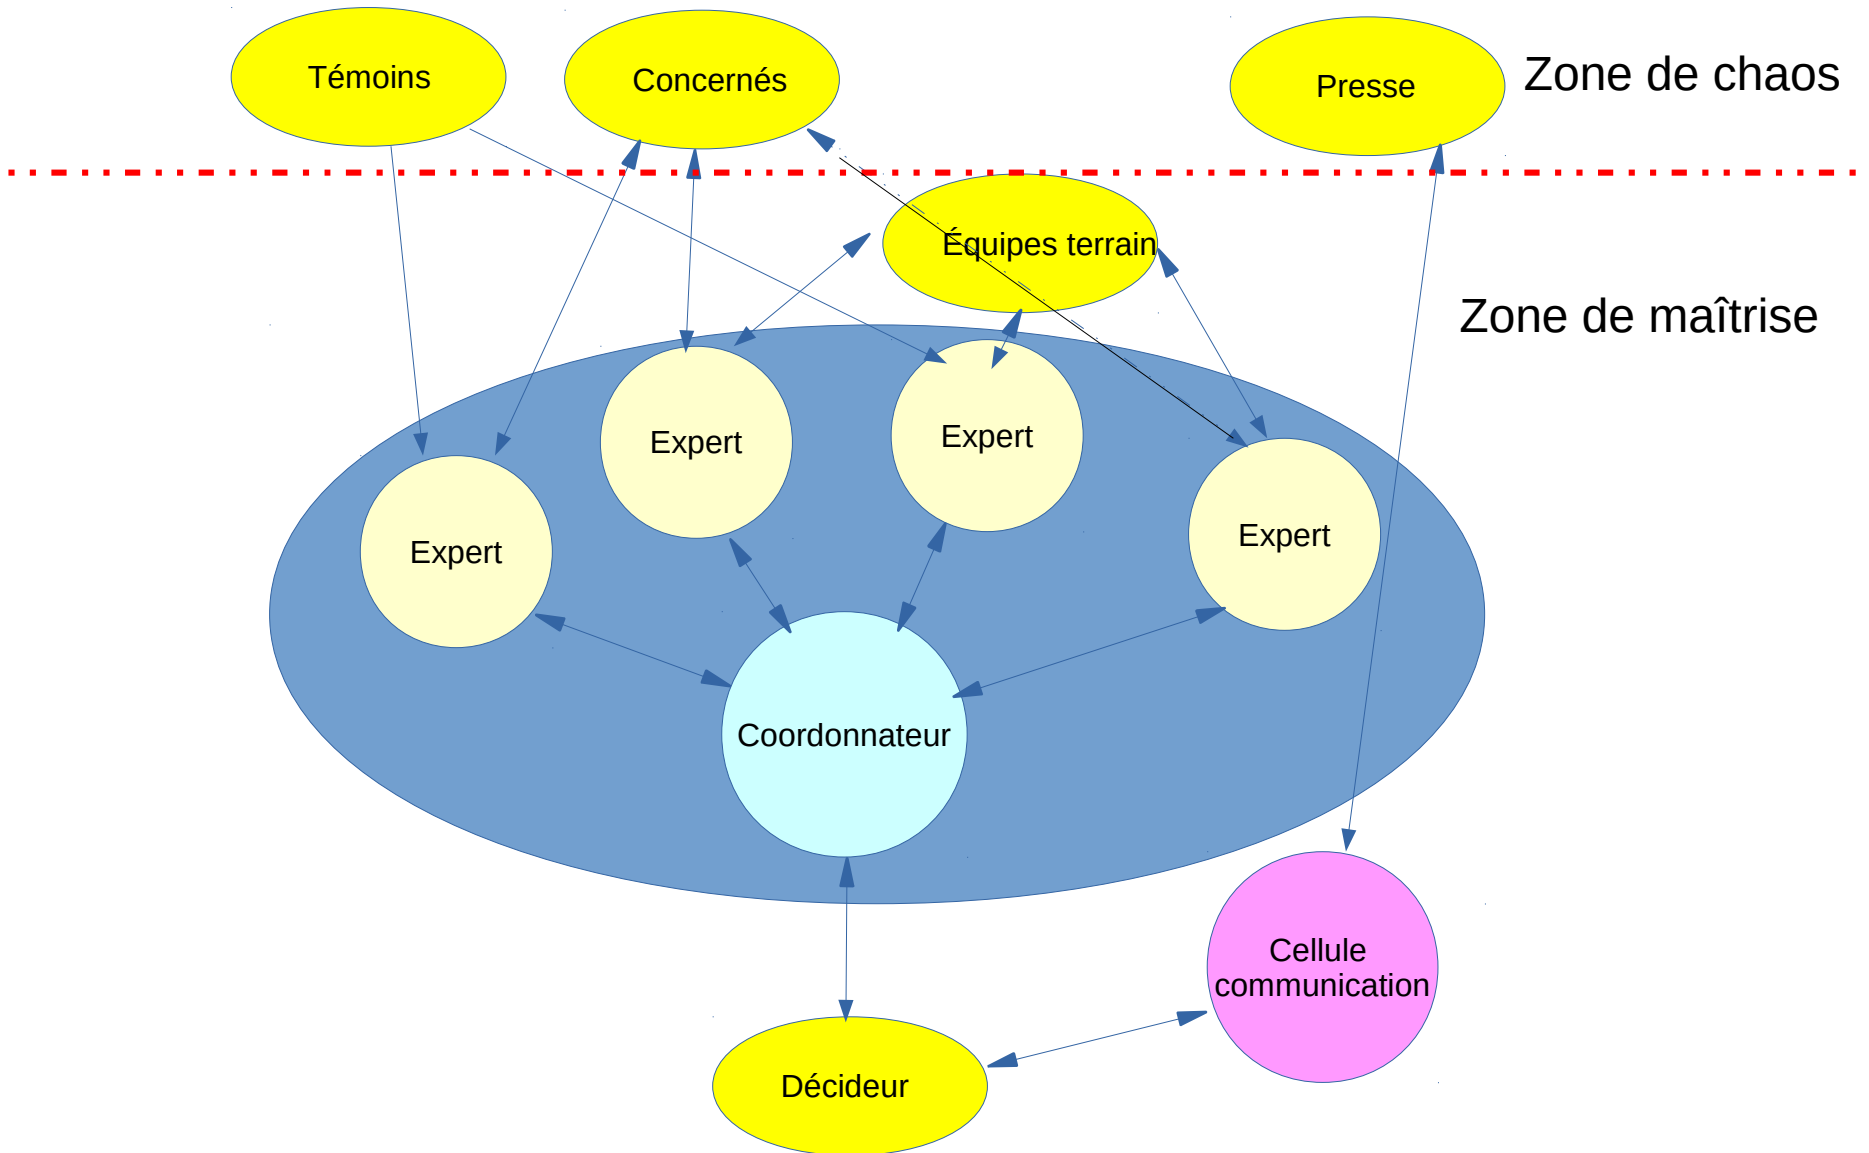 Témoins
Concernés
Presse
Zone de chaos
Équipes terrain
Zone de maîtrise
Expert
Expert
Expert
Expert
Coordonnateur
Cellule
communication
Décideur